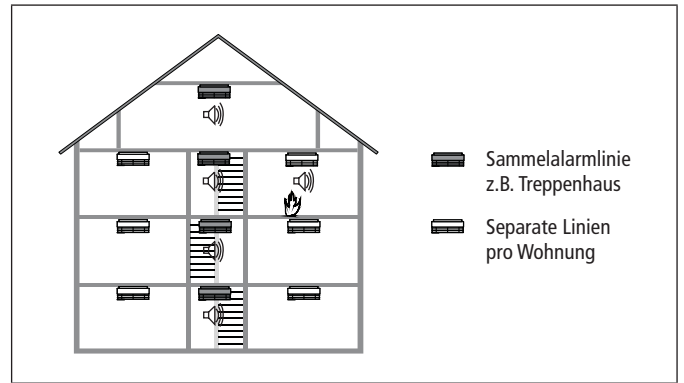 Sammelalarmlinie
z.B. Treppenhaus
Separate Linien
pro Wohnung